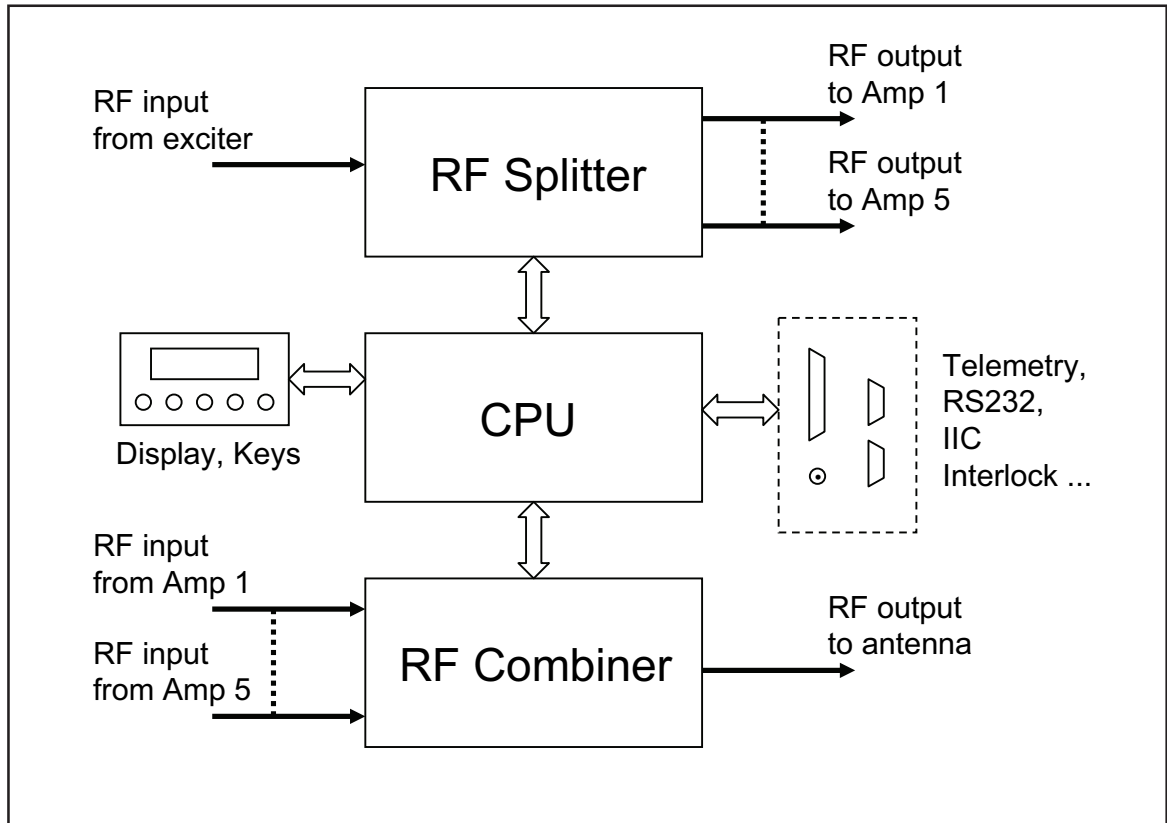 RF input
from exciter
RF Splitter
RF output
to Amp 1
RF output
to Amp 5
Display, Keys
CPU
Telemetry,
RS232,
IIC
Interlock ...
RF input
from Amp 1
RF input
from Amp 5
RF Combiner
RF output
to antenna